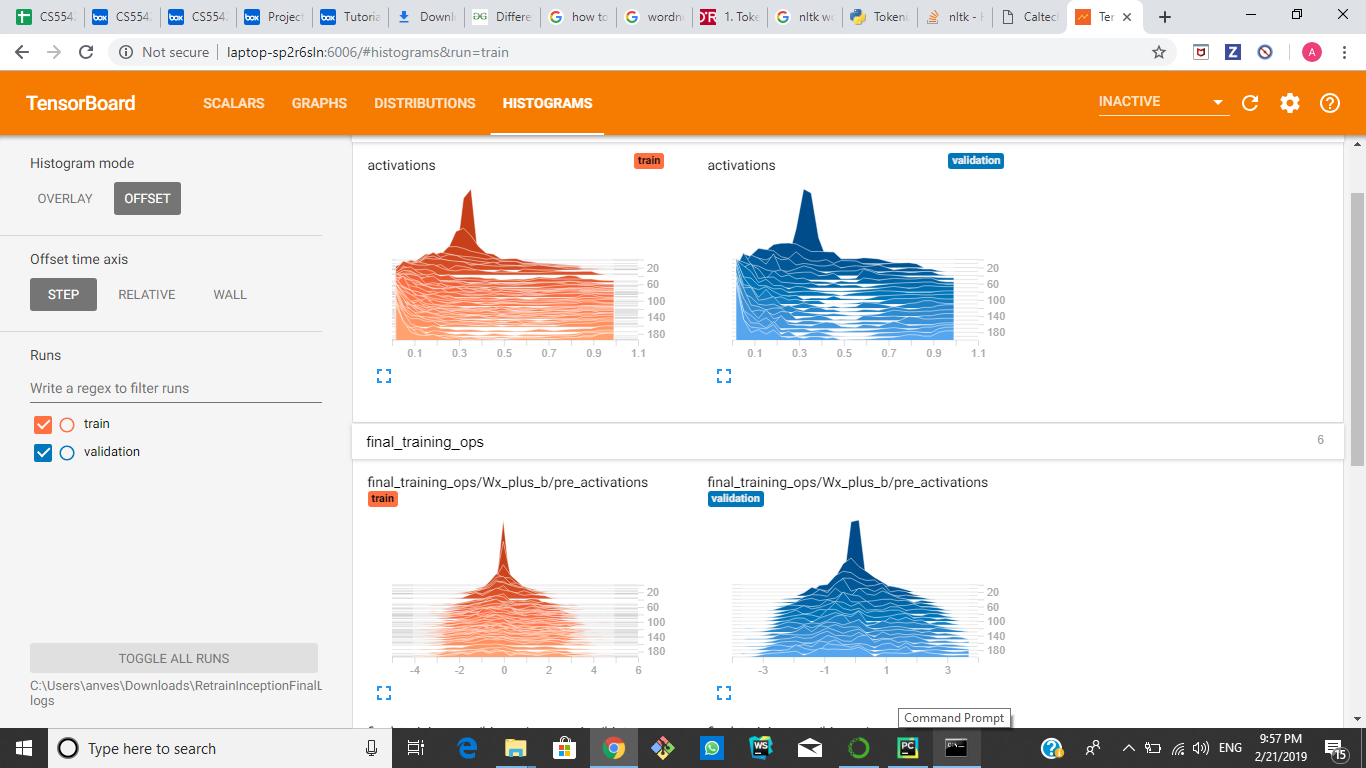 CS5542
CS5542
CS5542
Project
Tutoria
Downl
Differe
how to
wordn
1. Toke
nltk wo
Tokeni
nltk - H
Caltec
Ter
Not secure laptop-sp2r6sln:6006/#histograms&run=train
TensorBoard SCALARS GRAPHS DISTRIBUTIONS HISTOGRAMS INACTIVE
Histogram mode
OVERLAY OFFSET
Offset time axis
STEP RELATIVE WALL
Runs
Write a regex to filter runs
train
validation
TOGGLE ALL RUNS
C:\Users\anves\Downloads\RetrainInceptionFinalL
logs
activations train
20
60
100
140
180
0.1 0.3 0.5 0.7 0.9 1.1
activations validation
20
60
100
140
180
0.1 0.3 0.5 0.7 0.9 1.1
final_training_ops 6
final_training_ops/Wx_plus_b/pre_activations
train
20
60
100
140
180
-4 -2 0 2 4 6
final_training_ops/Wx_plus_b/pre_activations
validation
20
60
100
140
180
-3 -1 1 3
Command Prompt
Type here to search
ENG
9:57 PM
2/21/2019
15